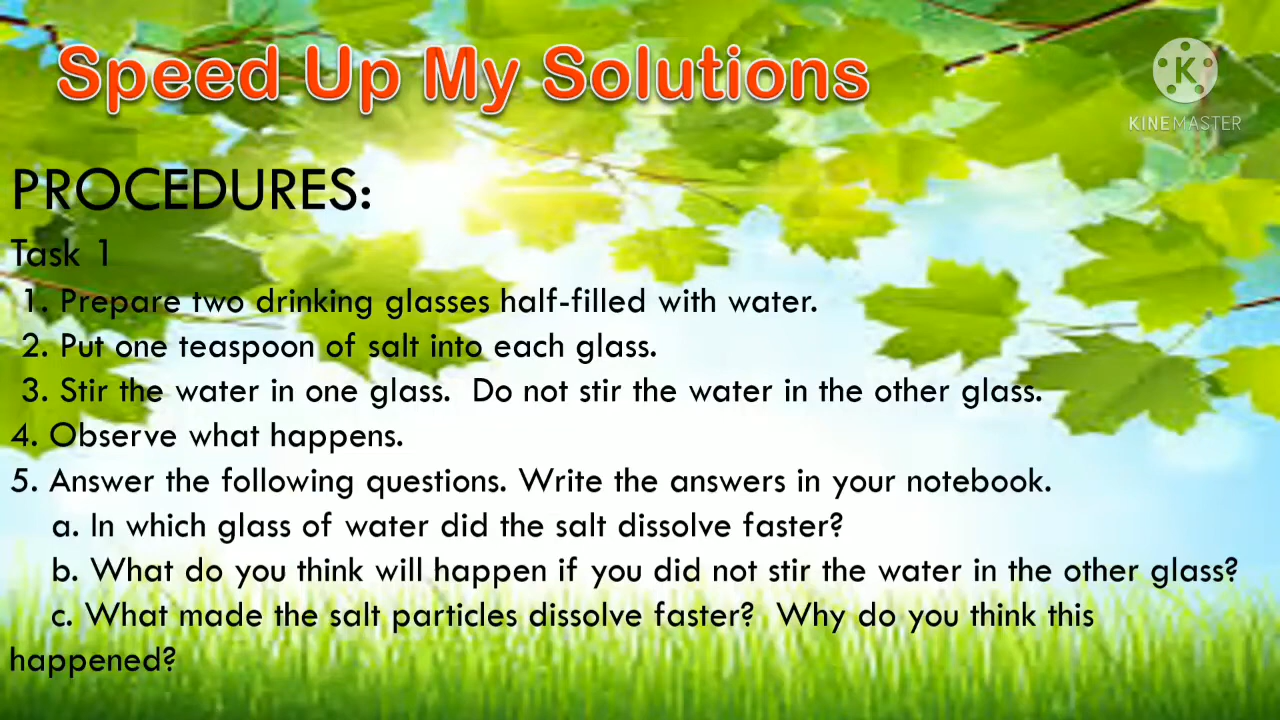 Speed Up My Solutions
K
KINEMASTER
PROCEDURES:
Task 1
1. Prepare two drinking glasses half-filled with water.
2. Put one teaspoon of salt into each glass.
3. Stir the water in one glass.  Do not stir the water in the other glass.
4. Observe what happens.
5. Answer the following questions. Write the answers in your notebook.
a. In which glass of water did the salt dissolve faster?
b. What do you think will happen if you did not stir the water in the other glass?
c. What made the salt particles dissolve faster?  Why do you think this
happened?